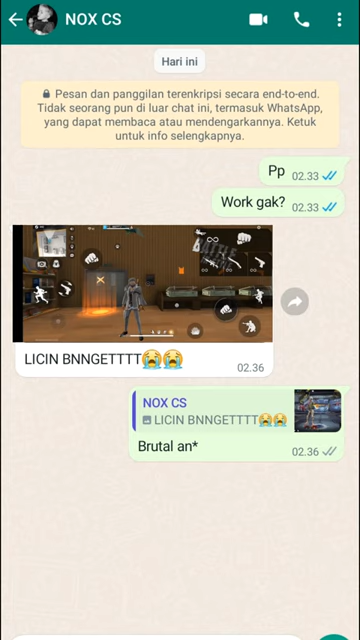 NOX CS
Hari ini
Pesan dan panggilan terenkripsi secara end-to-end.
Tidak seorang pun di luar chat ini, termasuk WhatsApp,
yang dapat membaca atau mendengarkannya. Ketuk
untuk info selengkapnya.
Pp
02.33
Work gak?
02.33
BATTLE
LICIN BNNGETTTT😭😭
02.36
NOX CS
LICIN BNNGETTTT😭😭
Brutal an*
02.36